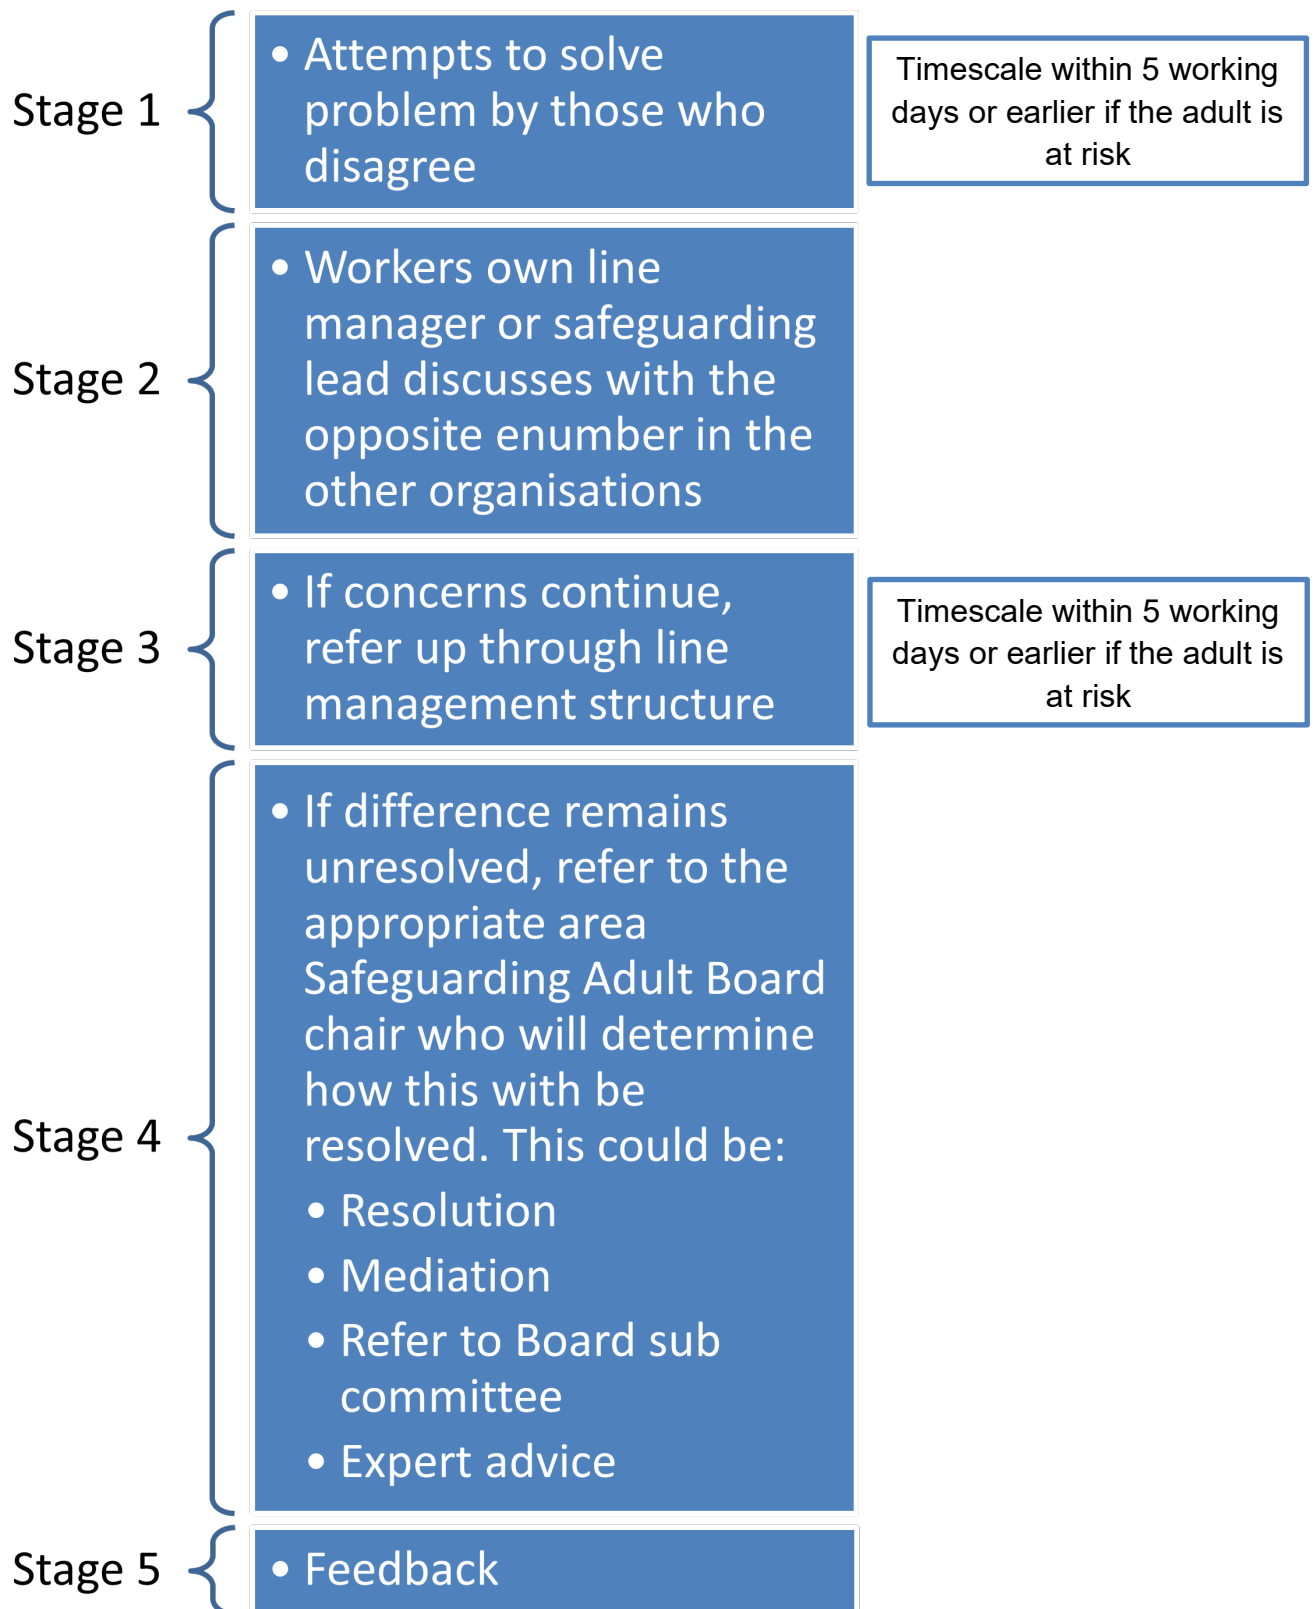 Stage 1
• Attempts to solve
problem by those who
disagree
Timescale within 5 working
days or earlier if the adult is
at risk
Stage 2
• Workers own line
manager or safeguarding
lead discusses with the
opposite enumber in the
other organisations
Stage 3
• If concerns continue,
refer up through line
management structure
Timescale within 5 working
days or earlier if the adult is
at risk
Stage 4
• If difference remains
unresolved, refer to the
appropriate area
Safeguarding Adult Board
chair who will determine
how this with be
resolved. This could be:
• Resolution
• Mediation
• Refer to Board sub
committee
• Expert advice
Stage 5
• Feedback